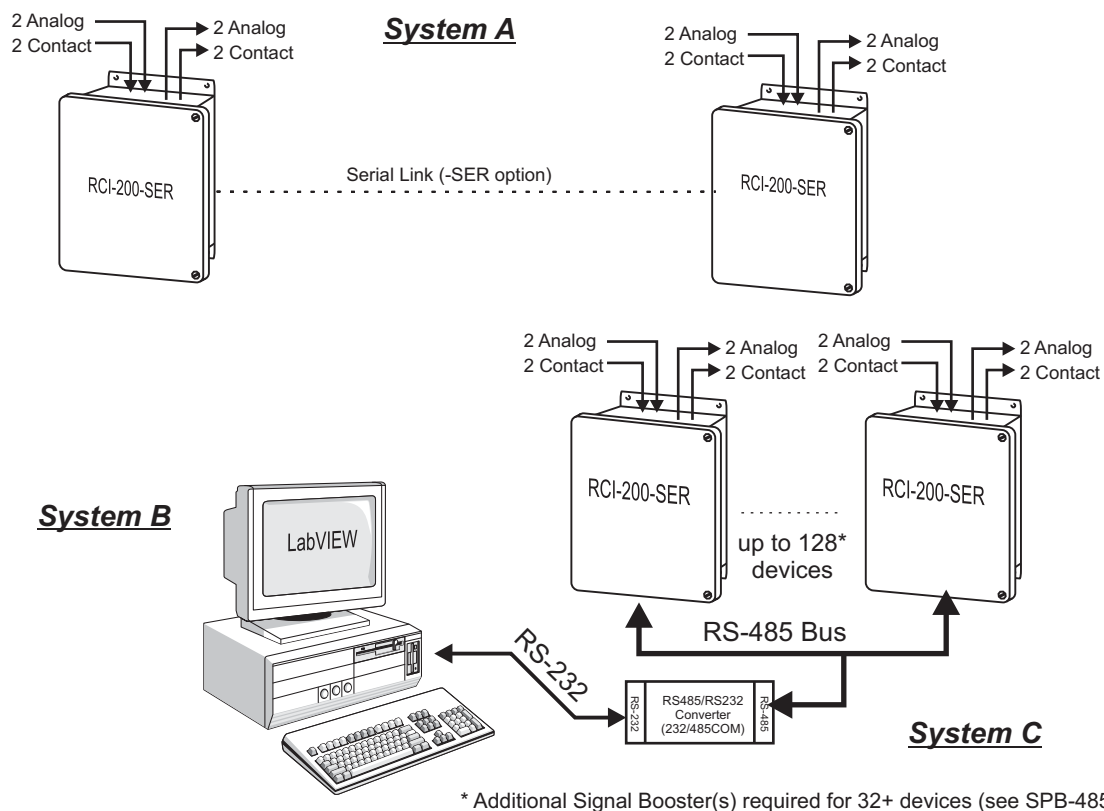 2 Analog
2 Contact
2 Analog
2 Contact
System A
2 Analog
2 Contact
2 Analog
2 Contact
RCI-200-SER
Serial Link (-SER option)
RCI-200-SER
2 Analog
2 Contact
2 Analog
2 Contact
2 Analog
2 Contact
2 Analog
2 Contact
RCI-200-SER
RCI-200-SER
up to 128*
devices
System B
LabVIEW
RS-485 Bus
RS-232
RS-232
RS485/RS232
Converter
(232/485COM)
RS-485
System C
* Additional Signal Booster(s) required for 32+ devices (see SPB-485